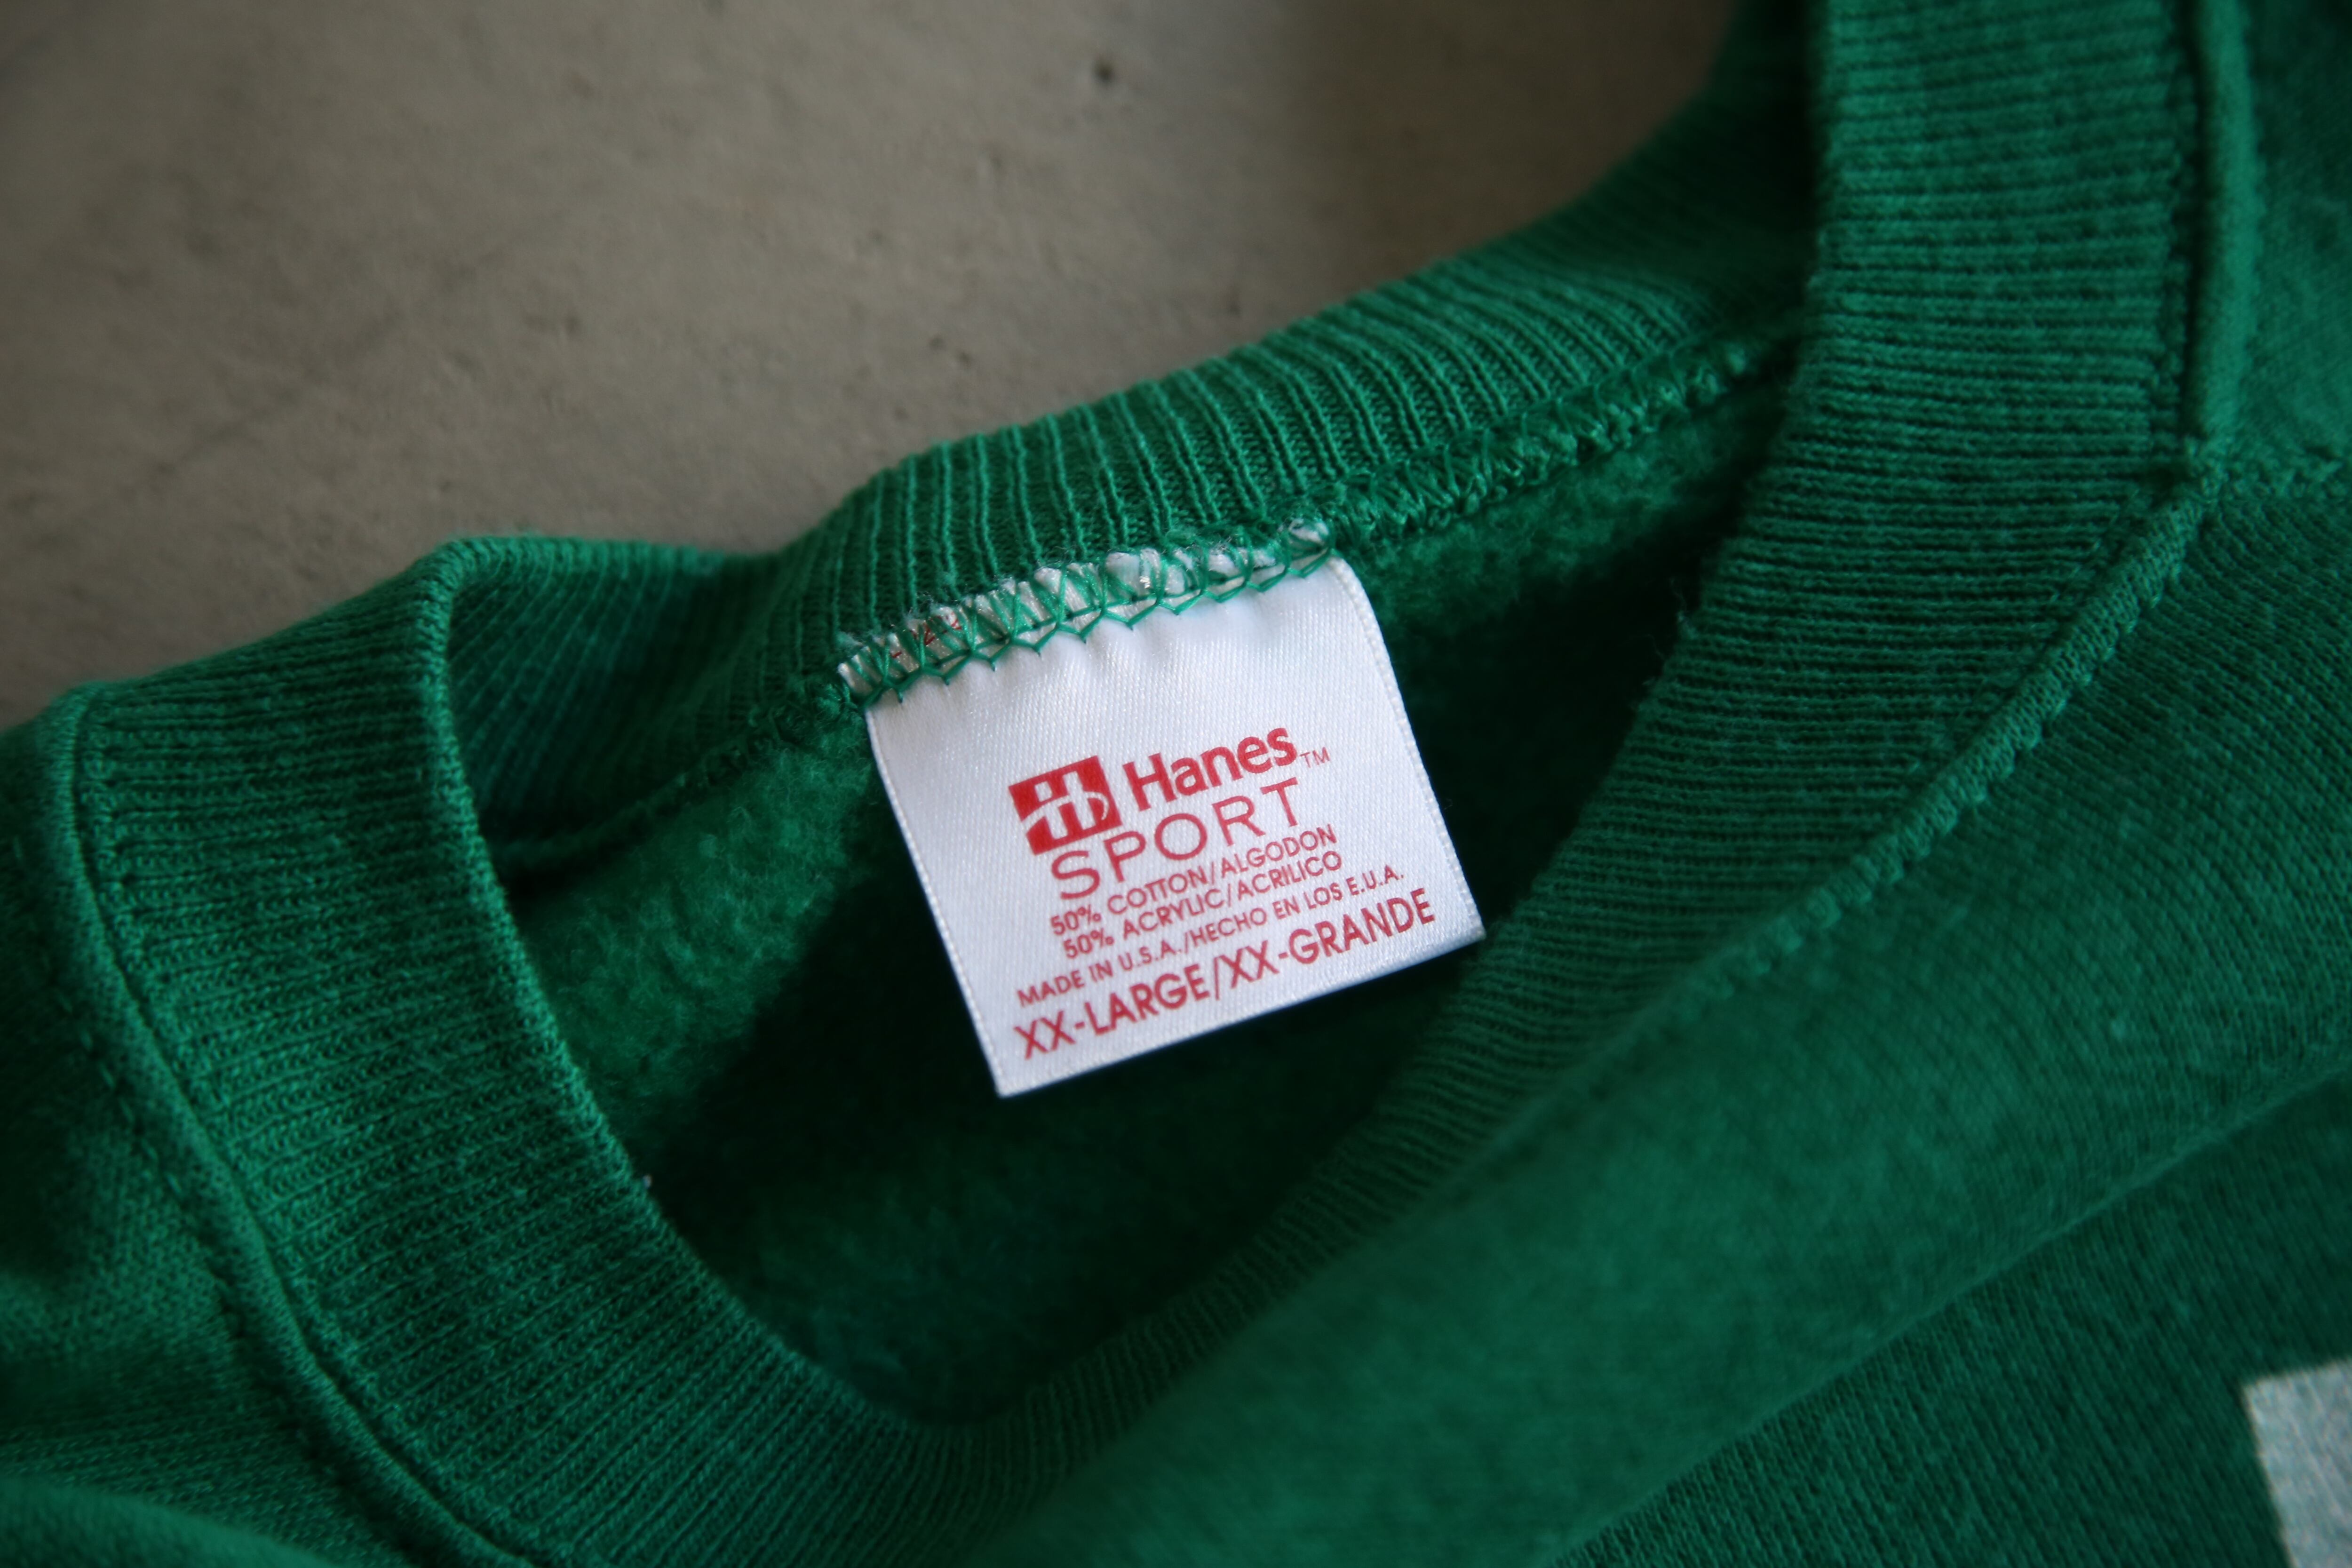 Hanes™
SPORT
50% COTTON/ALGODON
50% ACRYLIC/ACRILICO
MADE IN U.S.A./HECHO EN LOS E.U.A.
XX-LARGE/XX-GRANDE